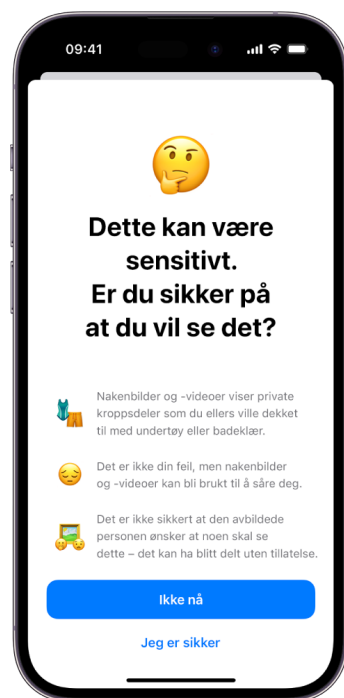 09:41
Dette kan være
sensitivt.
Er du sikker på
at du vil se det?
Nakenbilder og -videoer viser private
kroppsdeler som du ellers ville dekket
til med undertøy eller badeklær.
Det er ikke din feil, men nakenbilder
og -videoer kan bli brukt til å såre deg.
Det er ikke sikkert at den avbildede
personen ønsker at noen skal se
dette – det kan ha blitt delt uten tillatelse.
Ikke nå
Jeg er sikker